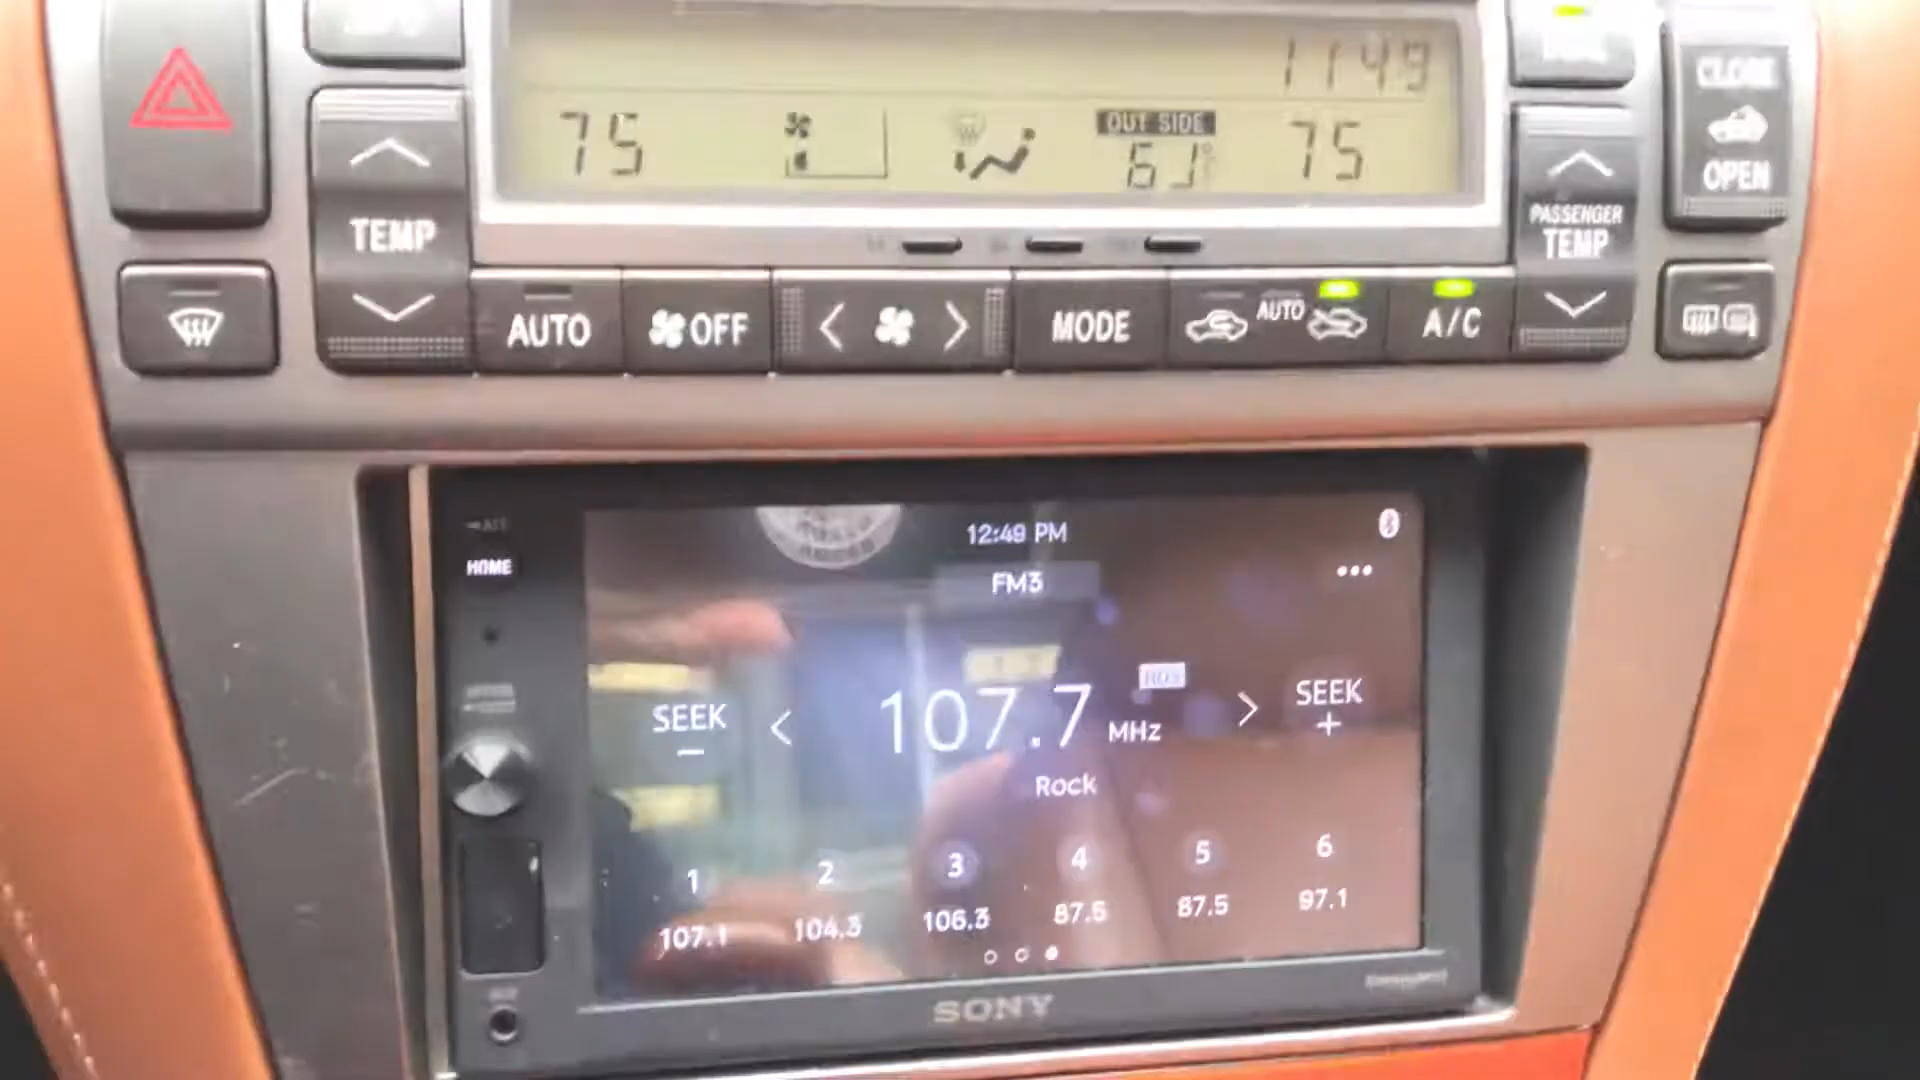 1149
75
OUT SIDE
61°
75
CLOSE
OPEN
TEMP
PASSENGER
TEMP
AUTO
OFF
MODE
AUTO
A/C
HOME
12:49 PM
FM3
SEEK
−
107.7 MHz
RDS
SEEK
+
Rock
1 2 3 4 5 6
107.1 104.3 106.3 87.5 87.5 97.1
SONY